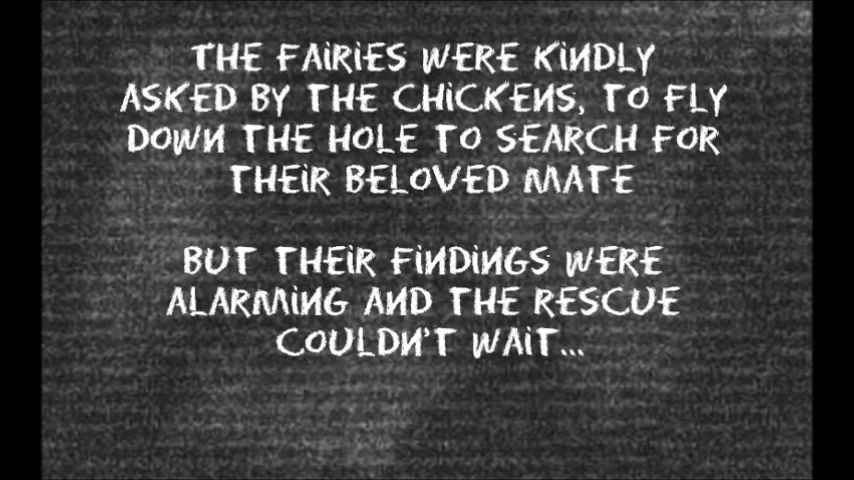 THE FAIRIES WERE KINDLY
ASKED BY THE CHICKENS, TO FLY
DOWN THE HOLE TO SEARCH FOR
THEIR BELOVED MATE
BUT THEIR FINDINGS WERE
ALARMING AND THE RESCUE
COULDN'T WAIT...